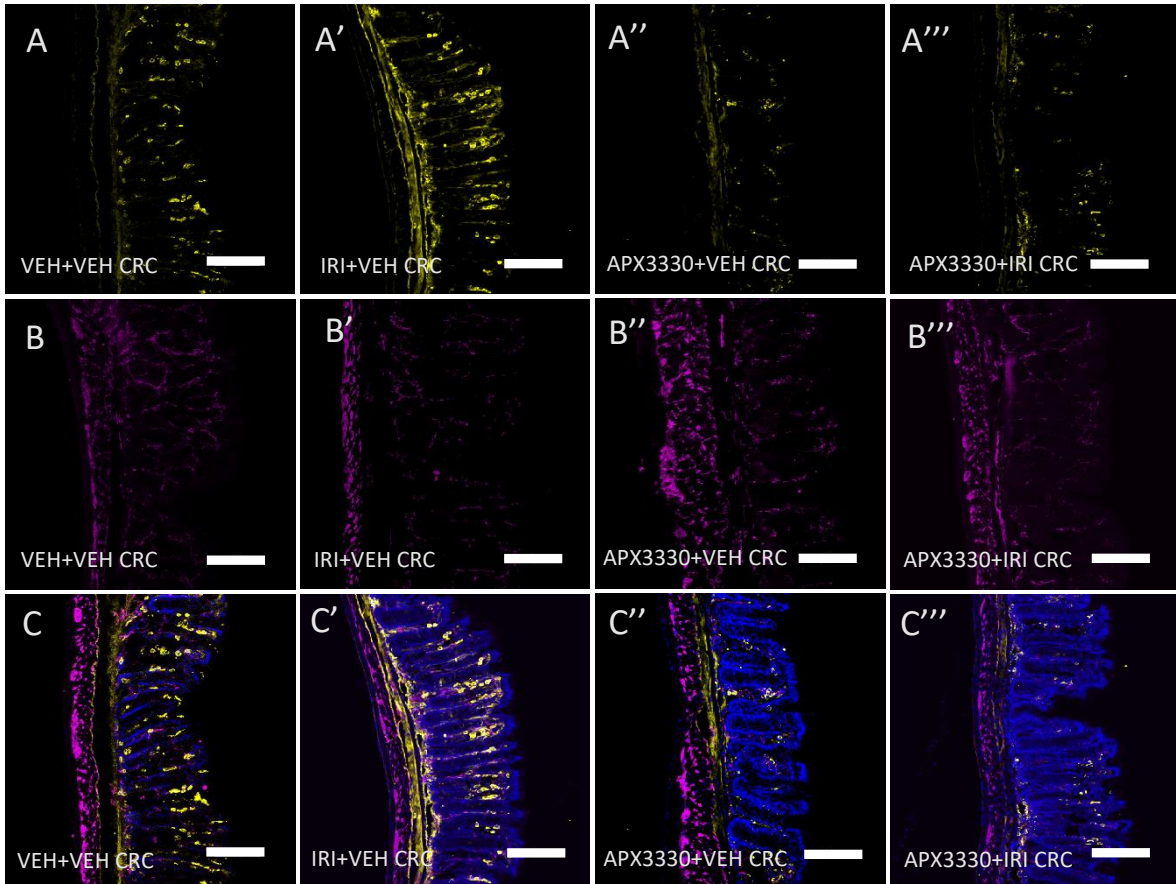 A
VEH+VEH CRC
A’
IRI+VEH CRC
A’’
APX3330+VEH CRC
A’’’
APX3330+IRI CRC
B
VEH+VEH CRC
B’
IRI+VEH CRC
B’’
APX3330+VEH CRC
B’’’
APX3330+IRI CRC
C
VEH+VEH CRC
C’
IRI+VEH CRC
C’’
APX3330+VEH CRC
C’’’
APX3330+IRI CRC